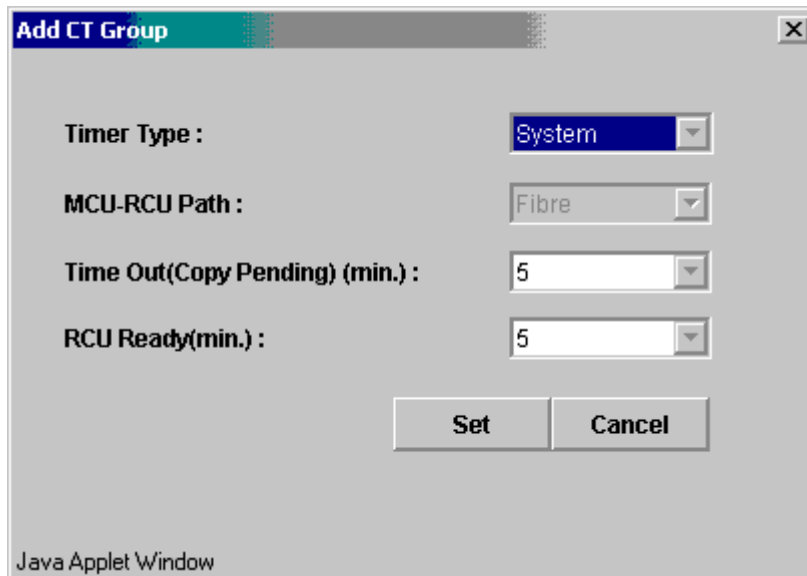 Add CT Group
Timer Type : System
MCU-RCU Path : Fibre
Time Out(Copy Pending) (min.) : 5
RCU Ready(min.) : 5
Set Cancel
Java Applet Window